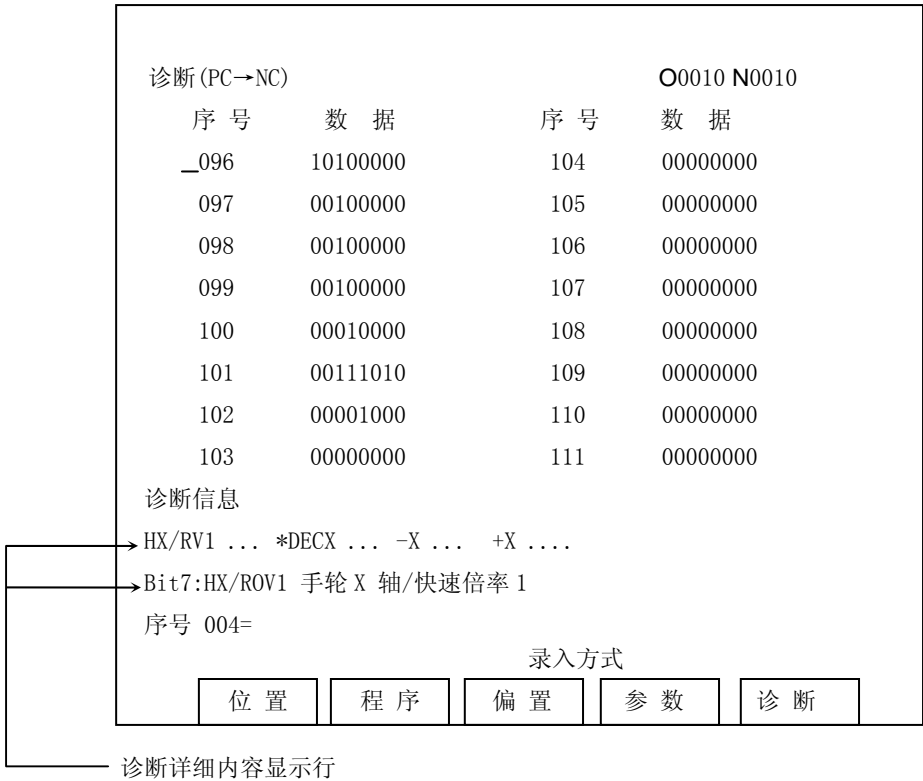 诊断(PC→NC) O0010 N0010
序号 数据 序号 数据
_096 10100000 104 00000000
097 00100000 105 00000000
098 00100000 106 00000000
099 00100000 107 00000000
100 00010000 108 00000000
101 00111010 109 00000000
102 00001000 110 00000000
103 00000000 111 00000000
诊断信息
HX/RV1 ... *DECX ... -X ... +X ....
Bit7:HX/ROV1 手轮 X 轴/快速倍率 1
序号 004=
录入方式
位置 程序 偏置 参数 诊断
诊断详细内容显示行